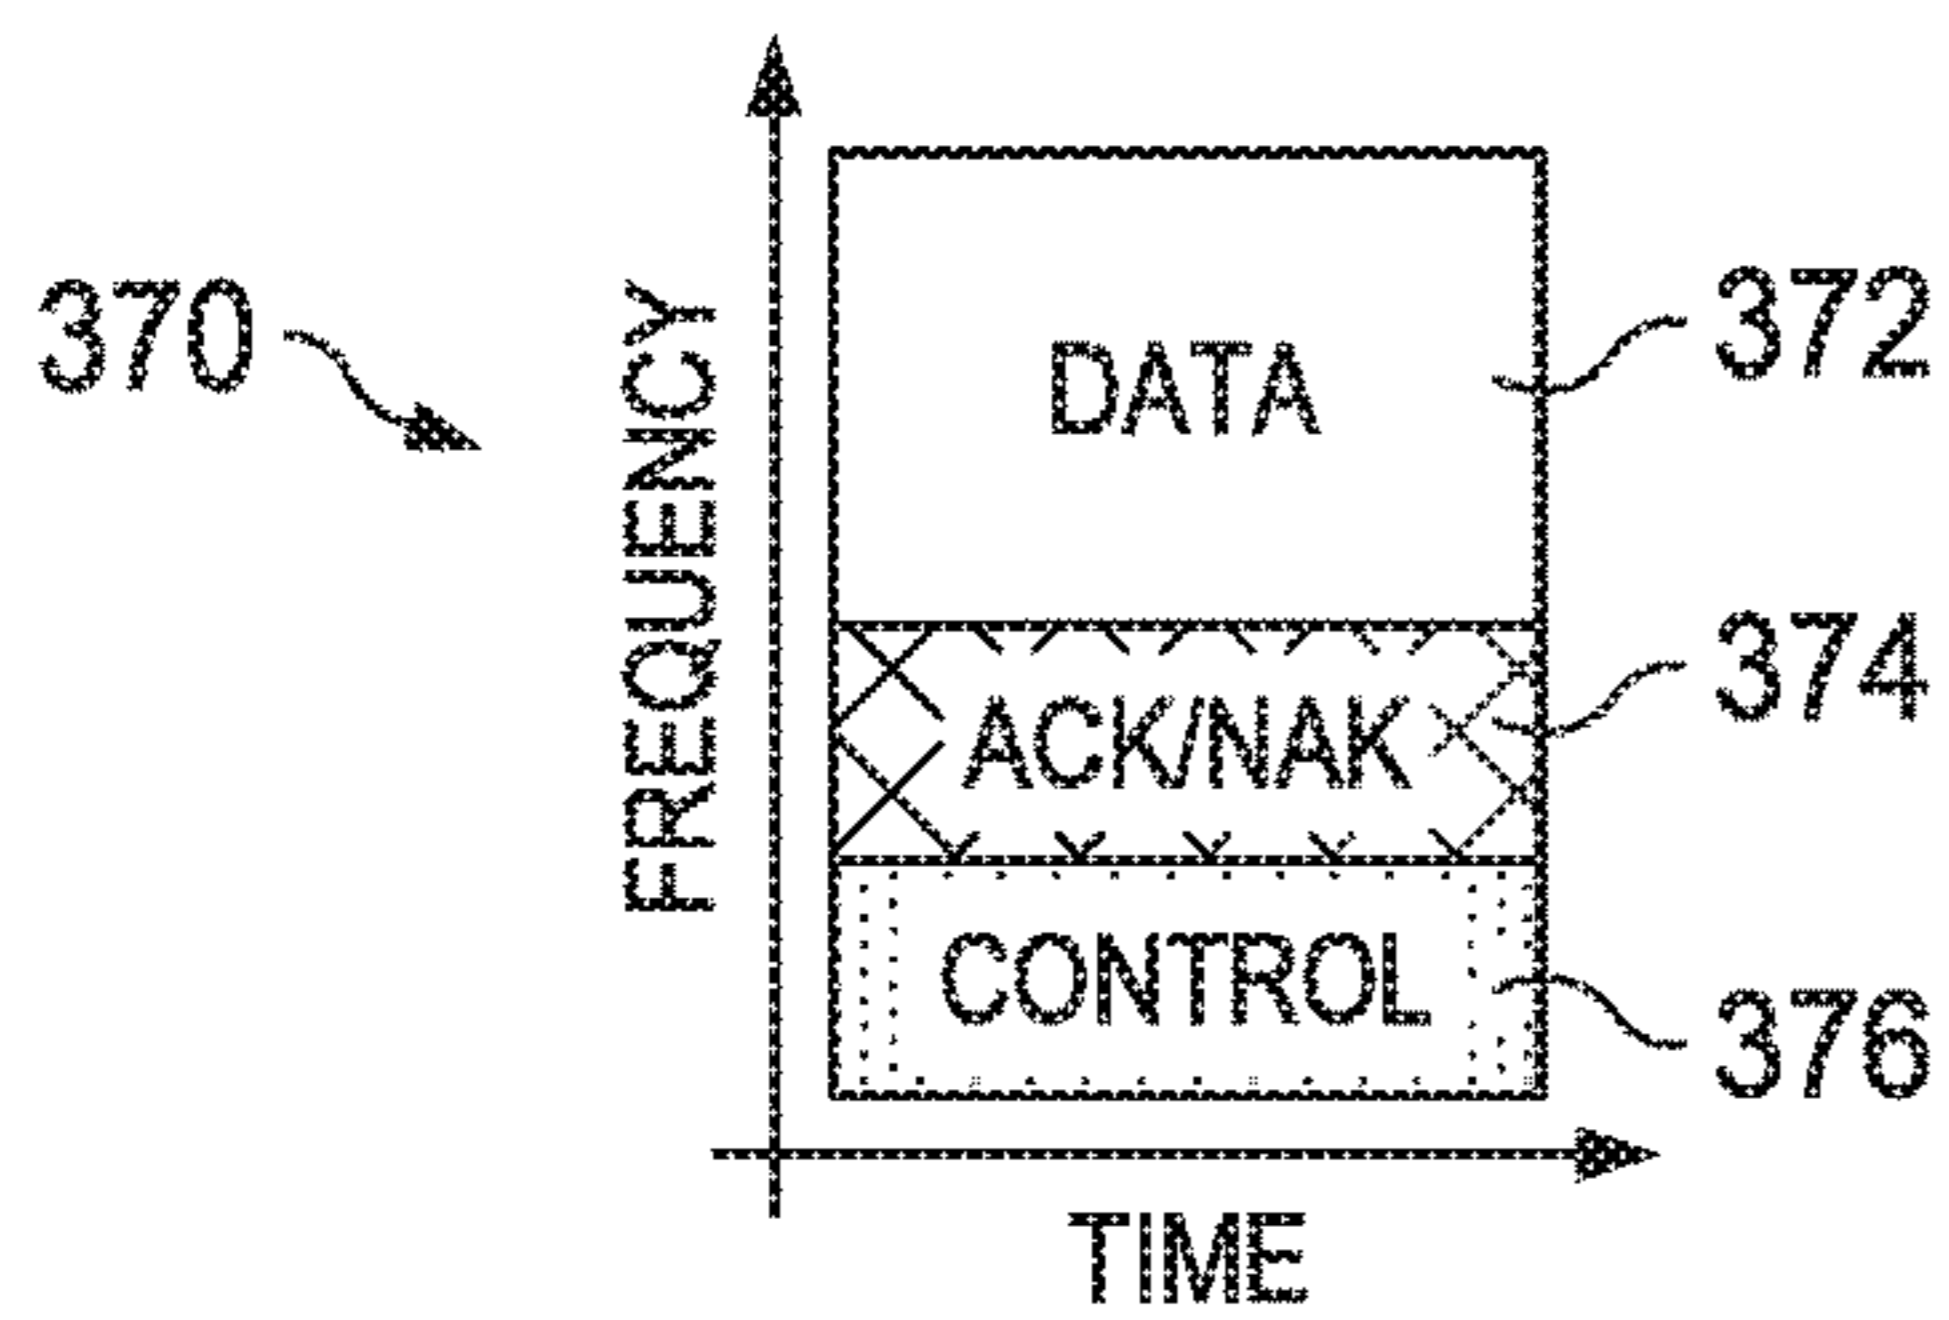 370
FREQUENCY
DATA
372
ACK/NAK
374
CONTROL
376
TIME